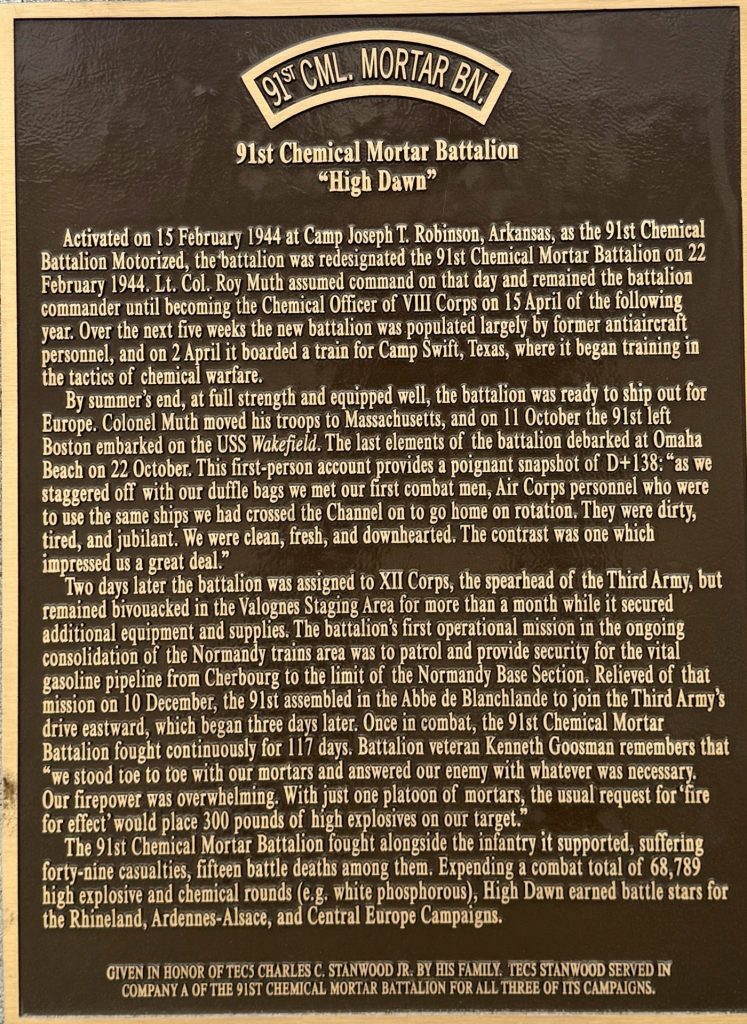 91ST CML. MORTAR BN.
91st Chemical Mortar Battalion
“High Dawn”
Activated on 15 February 1944 at Camp Joseph T. Robinson, Arkansas, as the 91st Chemical
Battalion Motorized, the battalion was redesignated the 91st Chemical Mortar Battalion on 22
February 1944. Lt. Col. Roy Muth assumed command on that day and remained the battalion
commander until becoming the Chemical Officer of VIII Corps on 15 April of the following
year. Over the next five weeks the new battalion was populated largely by former antiaircraft
personnel, and on 2 April it boarded a train for Camp Swift, Texas, where it began training in
the tactics of chemical warfare.
By summer’s end, at full strength and equipped well, the battalion was ready to ship out for
Europe. Colonel Muth moved his troops to Massachusetts, and on 11 October the 91st left
Boston embarked on the USS Wakefield. The last elements of the battalion debarked at Omaha
Beach on 22 October. This first-person account provides a poignant snapshot of D+138: “as we
staggered off with our duffle bags we met our first combat men, Air Corps personnel who were
to use the same ships we had crossed the Channel on to go home on rotation. They were dirty,
tired, and jubilant. We were clean, fresh, and downhearted. The contrast was one which
impressed us a great deal.”
Two days later the battalion was assigned to XII Corps, the spearhead of the Third Army, but
remained bivouacked in the Valognes Staging Area for more than a month while it secured
additional equipment and supplies. The battalion’s first operational mission in the ongoing
consolidation of the Normandy trains area was to patrol and provide security for the vital
gasoline pipeline from Cherbourg to the limit of the Normandy Base Section. Relieved of that
mission on 10 December, the 91st assembled in the Abbe de Blanchlande to join the Third Army’s
drive eastward, which began three days later. Once in combat, the 91st Chemical Mortar
Battalion fought continuously for 117 days. Battalion veteran Kenneth Goosman remembers that
“we stood toe to toe with our mortars and answered our enemy with whatever was necessary.
Our firepower was overwhelming. With just one platoon of mortars, the usual request for ‘fire
for effect’ would place 300 pounds of high explosives on our target.”
The 91st Chemical Mortar Battalion fought alongside the infantry it supported, suffering
forty-nine casualties, fifteen battle deaths among them. Expending a combat total of 68,789
high explosive and chemical rounds (e.g. white phosphorous), High Dawn earned battle stars for
the Rhineland, Ardennes-Alsace, and Central Europe Campaigns.
GIVEN IN HONOR OF TEC5 CHARLES C. STANWOOD JR. BY HIS FAMILY. TEC5 STANWOOD SERVED IN
COMPANY A OF THE 91ST CHEMICAL MORTAR BATTALION FOR ALL THREE OF ITS CAMPAIGNS.